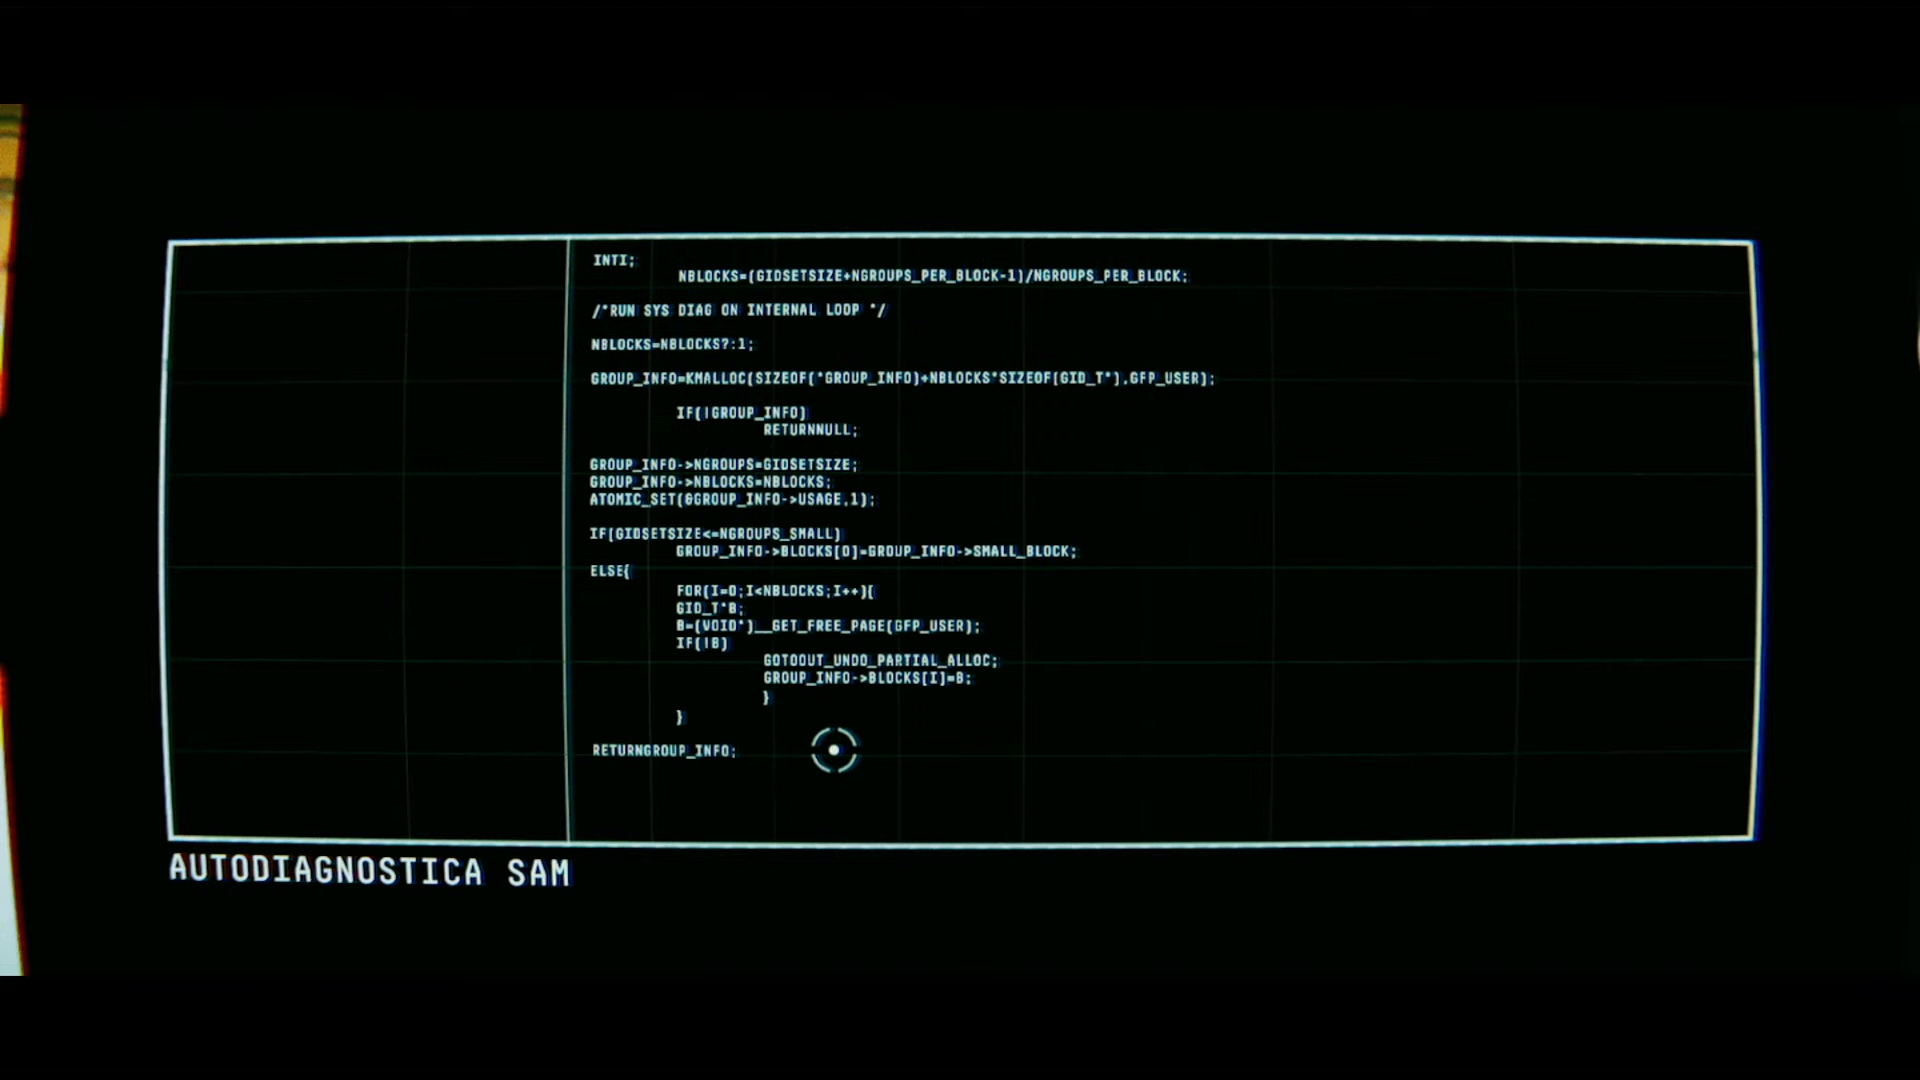 INTI;
NBLOCKS=(GIDSETSIZE+NGROUPS_PER_BLOCK-1)/NGROUPS_PER_BLOCK;
/*RUN SYS DIAG ON INTERNAL LOOP */
NBLOCKS=NBLOCKS?:1;
GROUP_INFO=KMALLOC(SIZEOF(*GROUP_INFO)+NBLOCKS*SIZEOF(GID_T*),GFP_USER);
IF(!GROUP_INFO)
RETURNNULL;
GROUP_INFO->NGROUPS=GIDSETSIZE;
GROUP_INFO->NBLOCKS=NBLOCKS;
ATOMIC_SET(&GROUP_INFO->USAGE,1);
IF(GIDSETSIZE<=NGROUPS_SMALL)
GROUP_INFO->BLOCKS[0]=GROUP_INFO->SMALL_BLOCK;
ELSE{
FOR(I=0;I<NBLOCKS;I++){
GID_T*B;
B=(VOID*)__GET_FREE_PAGE(GFP_USER);
IF(!B)
GOTOOUT_UNDO_PARTIAL_ALLOC;
GROUP_INFO->BLOCKS[I]=B;
}
}
RETURNGROUP_INFO;
AUTODIAGNOSTICA SAM